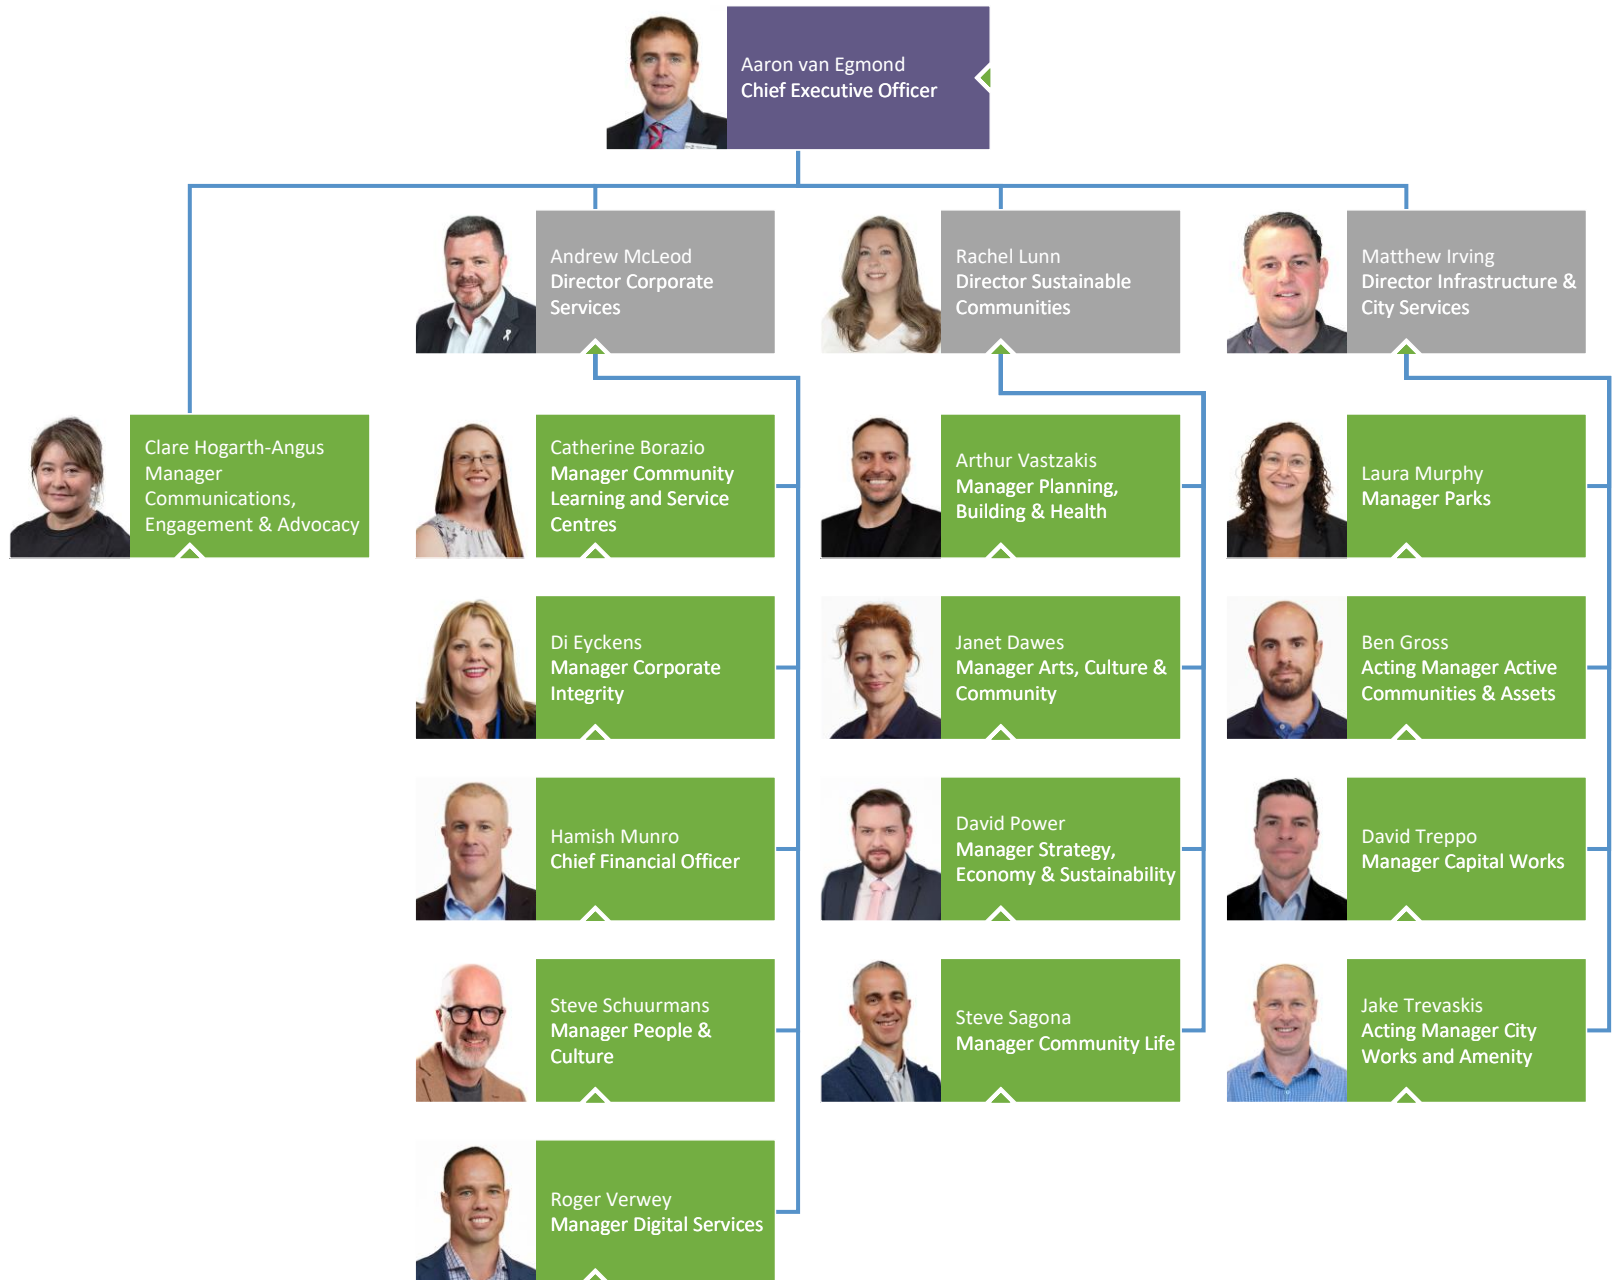 Aaron van Egmond
Chief Executive Officer
Andrew McLeod
Director Corporate
Services
Rachel Lunn
Director Sustainable
Communities
Matthew Irving
Director Infrastructure &
City Services
Clare Hogarth-Angus
Manager
Communications,
Engagement & Advocacy
Catherine Borazio
Manager Community
Learning and Service
Centres
Arthur Vastzakis
Manager Planning,
Building & Health
Laura Murphy
Manager Parks
Di Eyckens
Manager Corporate
Integrity
Janet Dawes
Manager Arts, Culture &
Community
Ben Gross
Acting Manager Active
Communities & Assets
Hamish Munro
Chief Financial Officer
David Power
Manager Strategy,
Economy & Sustainability
David Treppo
Manager Capital Works
Steve Schuurmans
Manager People &
Culture
Steve Sagona
Manager Community Life
Jake Trevaskis
Acting Manager City
Works and Amenity
Roger Verwey
Manager Digital Services